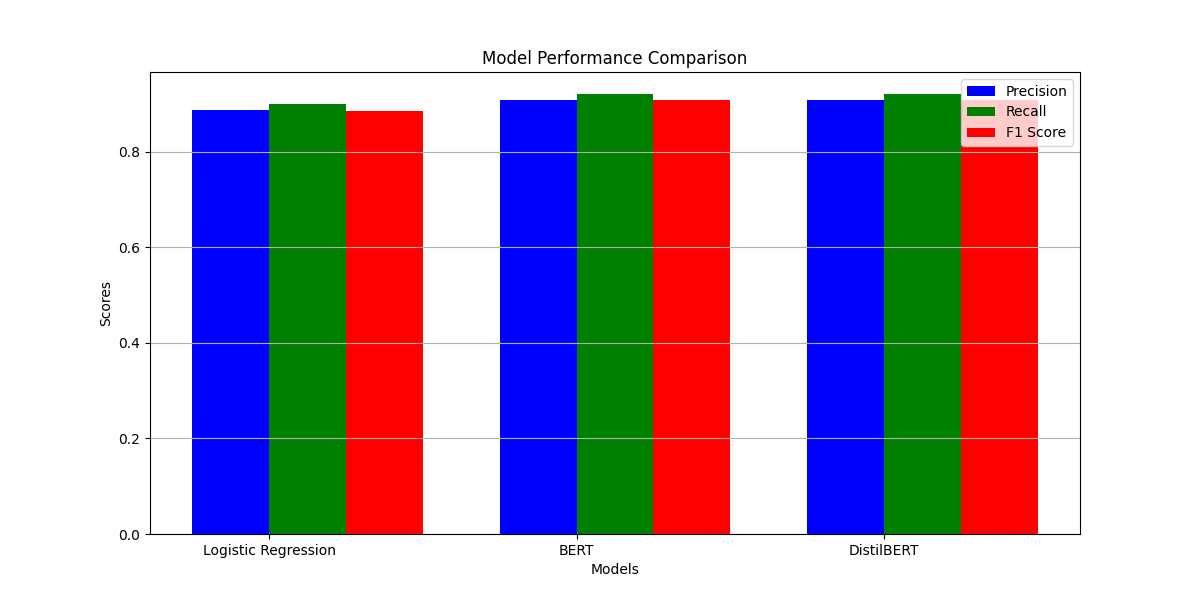 Model Performance Comparison
Precision
Recall
F1 Score
0.8
0.6
0.4
0.2
0.0
Scores
Logistic Regression
BERT
DistilBERT
Models